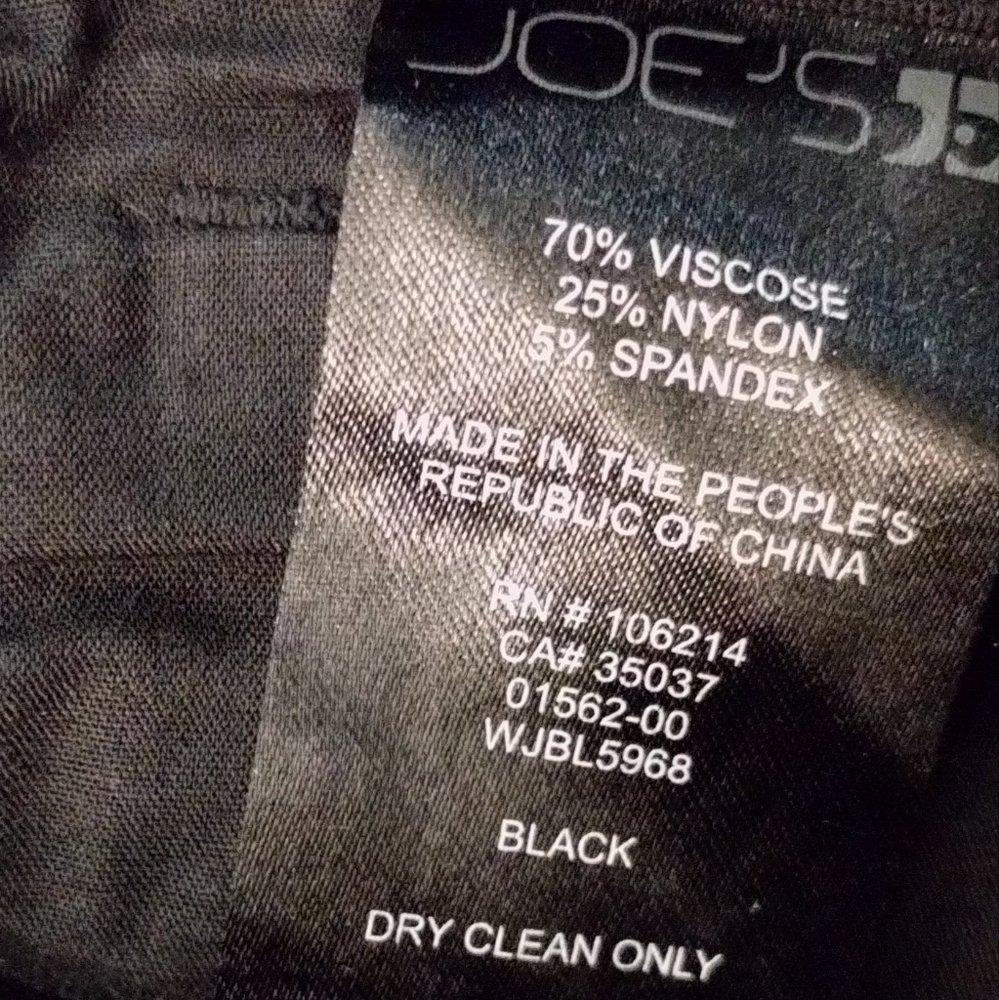 JOE'S
70% VISCOSE
25% NYLON
5% SPANDEX
MADE IN THE PEOPLE'S
REPUBLIC OF CHINA
RN # 106214
CA# 35037
01562-00
WJBL5968
BLACK
DRY CLEAN ONLY